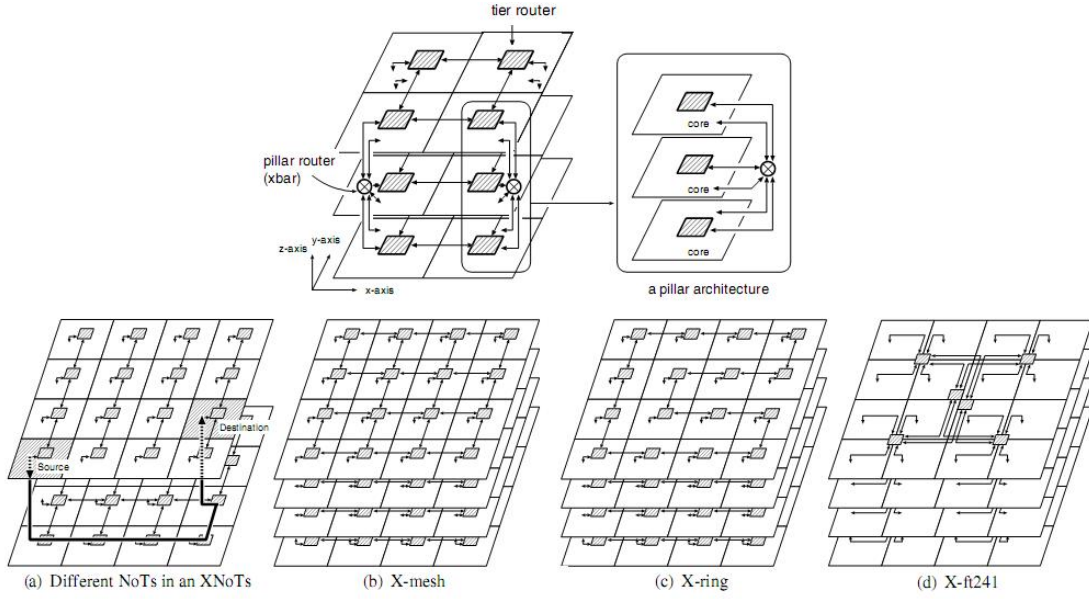 tier router
core
pillar router
(xbar)
core
core
y-axis
z-axis
x-axis
a pillar architecture
Destination
Source
(a) Different NoTs in an XNoTs
(b) X-mesh
(c) X-ring
(d) X-ft241